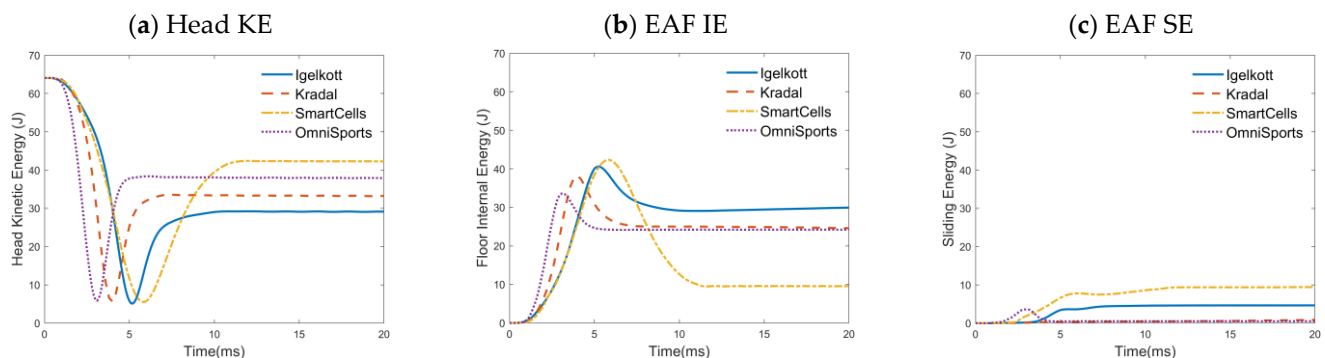 (a) Head KE
70
60
50
40
30
20
10
0
Head Kinetic Energy (J)
Igelkott
Kradal
SmartCells
OmniSports
0
5
10
15
20
Time(ms)
(b) EAF IE
70
60
50
40
30
20
10
0
Floor Internal Energy (J)
Igelkott
Kradal
SmartCells
OmniSports
0
5
10
15
20
Time(ms)
(c) EAF SE
70
60
50
40
30
20
10
0
Sliding Energy (J)
Igelkott
Kradal
SmartCells
OmniSports
0
5
10
15
20
Time(ms)